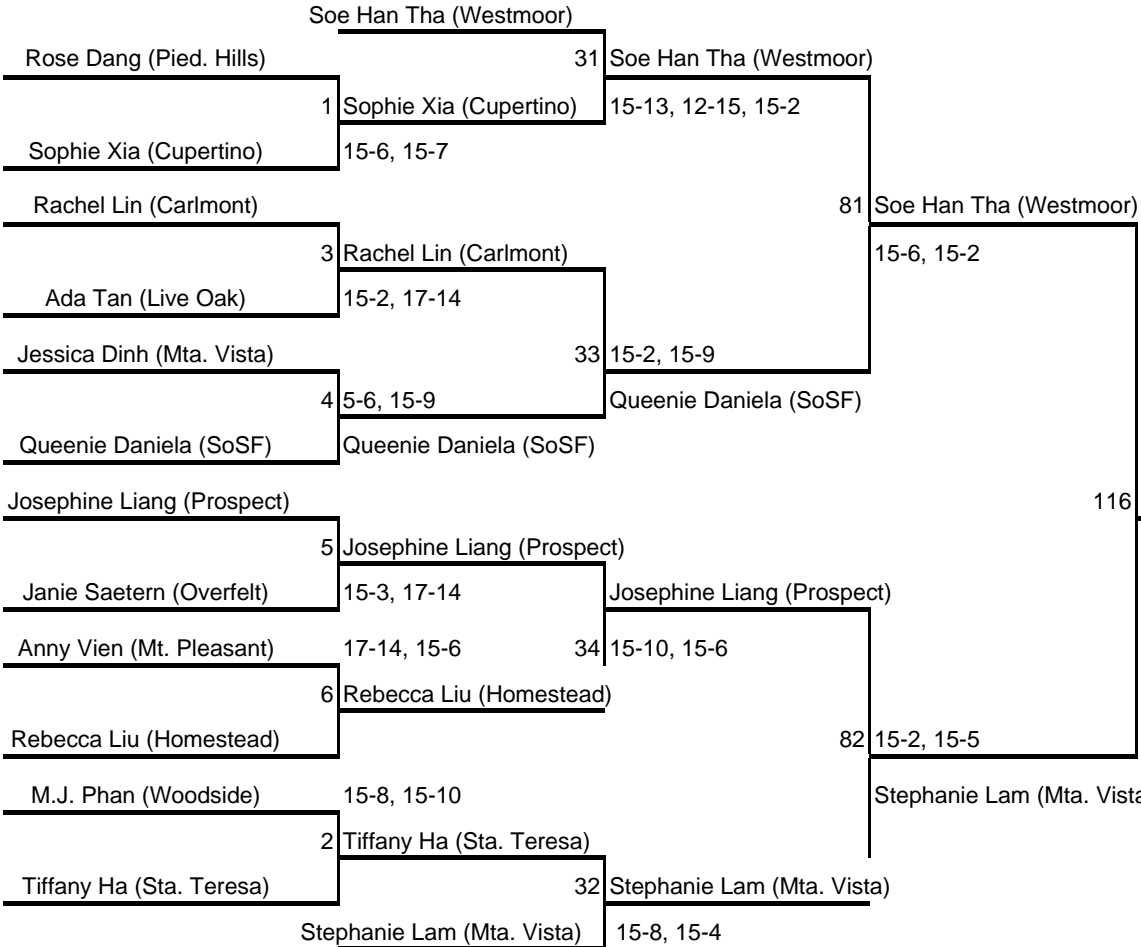 Soe Han Tha (Westmoor)
Rose Dang (Pied. Hills)
31 Soe Han Tha (Westmoor)
1 Sophie Xia (Cupertino)
15-13, 12-15, 15-2
Sophie Xia (Cupertino)
15-6, 15-7
Rachel Lin (Carlmont)
81 Soe Han Tha (Westmoor)
3 Rachel Lin (Carlmont)
15-6, 15-2
Ada Tan (Live Oak)
15-2, 17-14
Jessica Dinh (Mta. Vista)
33 15-2, 15-9
4 5-6, 15-9
Queenie Daniela (SoSF)
Queenie Daniela (SoSF)
Queenie Daniela (SoSF)
Josephine Liang (Prospect)
116
5 Josephine Liang (Prospect)
Janie Saetern (Overfelt)
15-3, 17-14
Josephine Liang (Prospect)
Anny Vien (Mt. Pleasant)
17-14, 15-6
34 15-10, 15-6
6 Rebecca Liu (Homestead)
Rebecca Liu (Homestead)
82 15-2, 15-5
M.J. Phan (Woodside)
15-8, 15-10
Stephanie Lam (Mta. Vista
2 Tiffany Ha (Sta. Teresa)
Tiffany Ha (Sta. Teresa)
32 Stephanie Lam (Mta. Vista)
Stephanie Lam (Mta. Vista)
15-8, 15-4